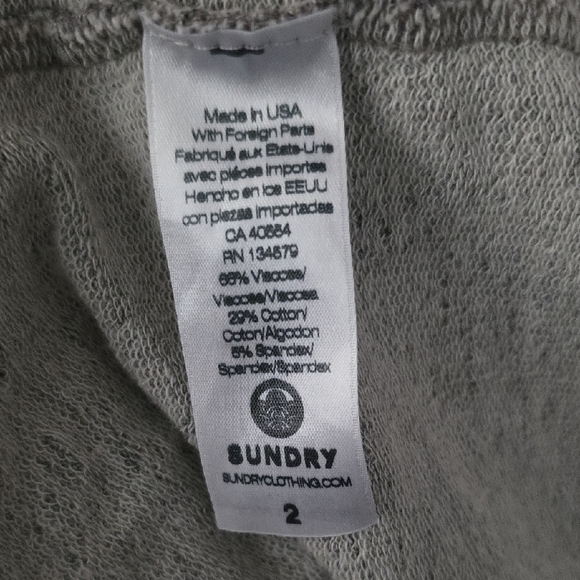 Made in USA
With Foreign Parts
Fabriqué aux Etats-Unis
avec pièces importes
Hencho en los EEUU
con piezas importadas
CA 40554
RN 134579
66% Viscose/
Viscose/Viscosa
29% Cotton/
Coton/Algodon
5% Spandex/
Spandex/Spandex
SUNDRY
SUNDRYCLOTHING.COM
2